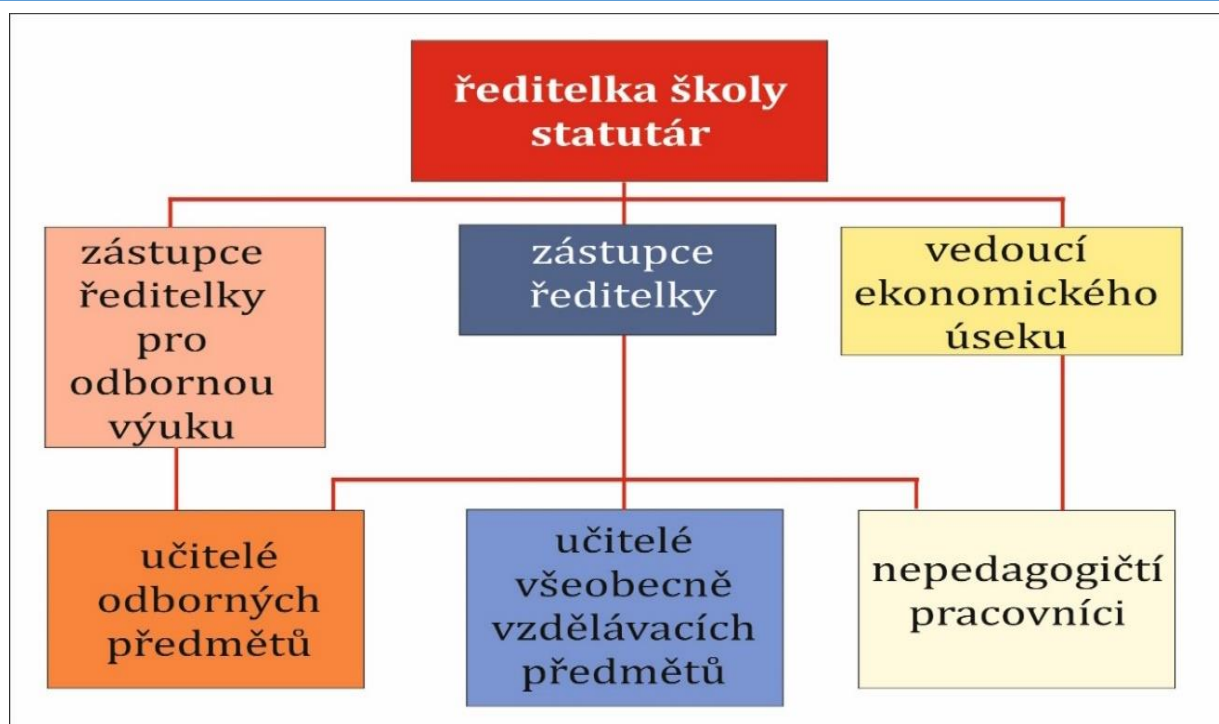 ředitelka školy
statutár
zástupce
ředitelky
pro
odbornou
výuku
zástupce
ředitelky
vedoucí
ekonomického
úseku
učitelé
odborných
předmětů
učitelé
všeobecně
vzdělávacích
předmětů
nepedagogičtí
pracovníci